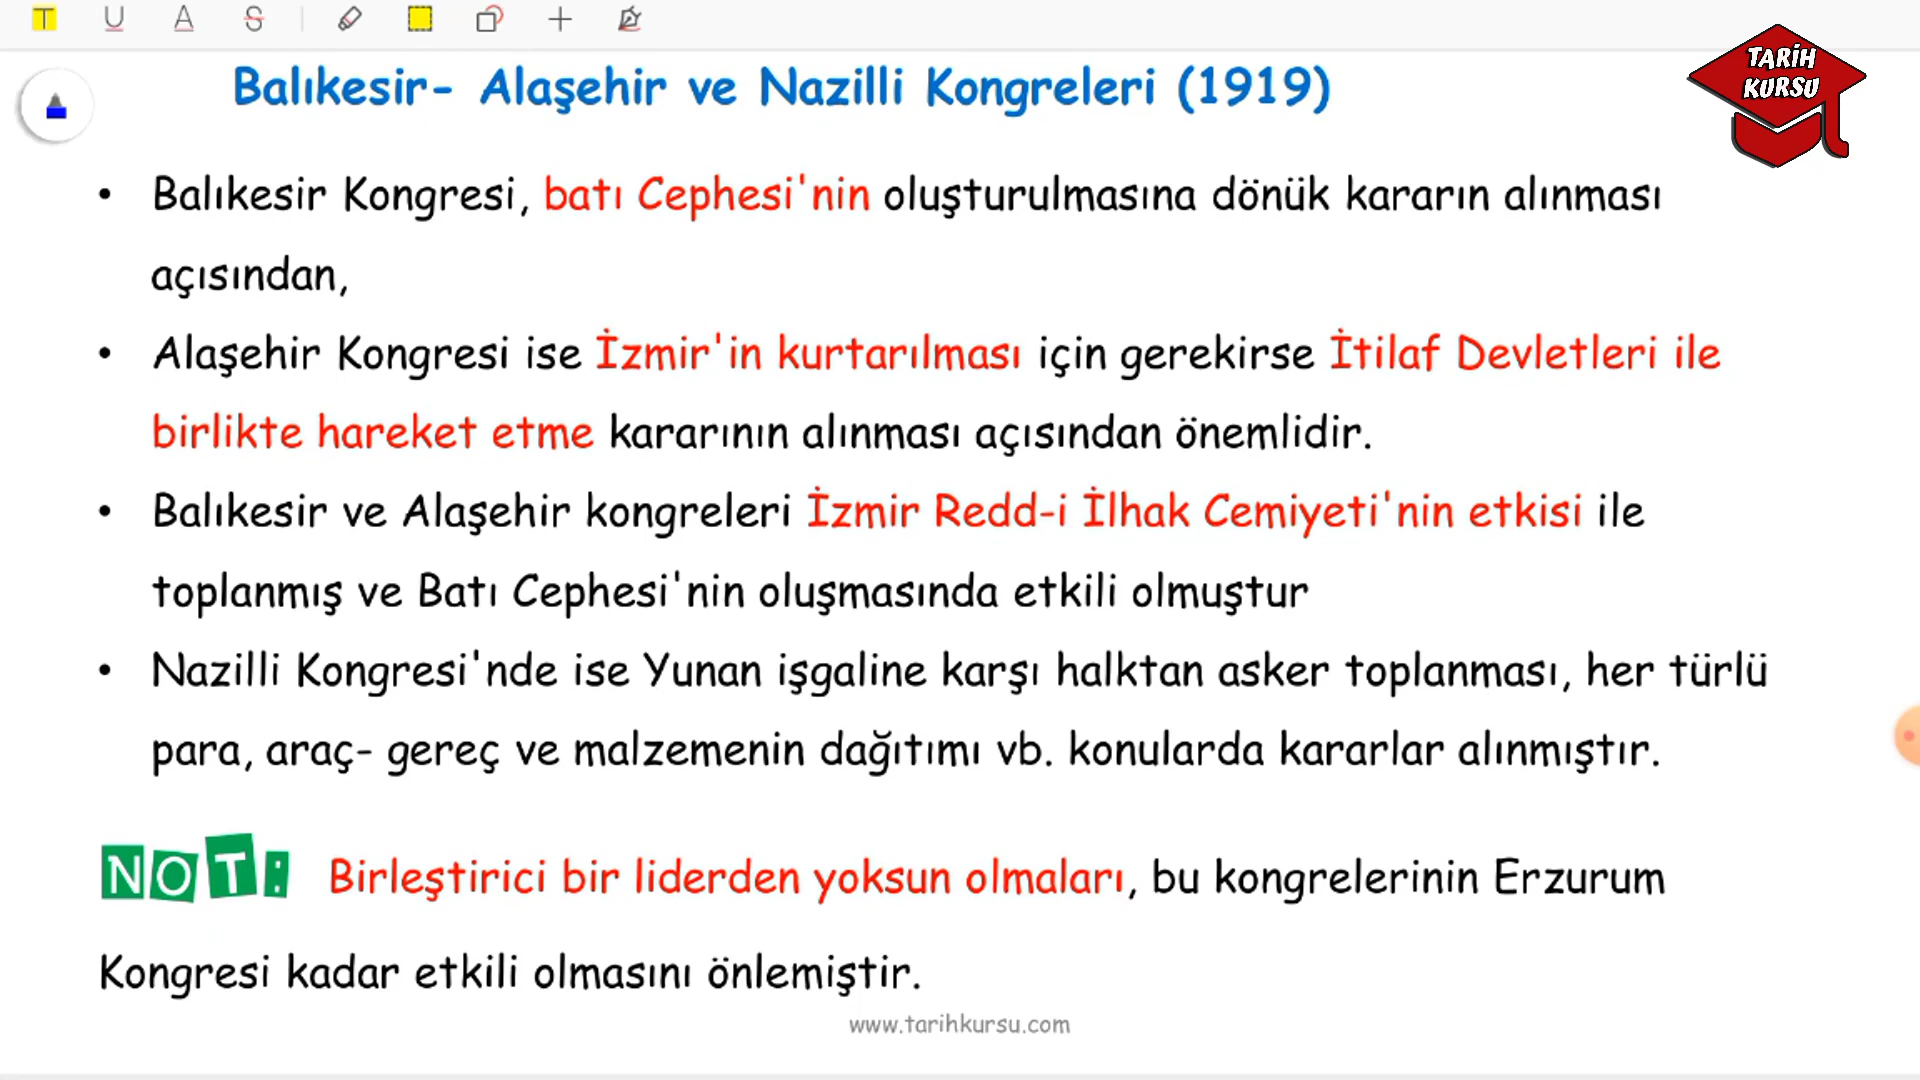 T U A S
TARİH
KURSU
Balıkesir- Alaşehir ve Nazilli Kongreleri (1919)
• Balıkesir Kongresi, batı Cephesi'nin oluşturulmasına dönük kararın alınması
açısından,
• Alaşehir Kongresi ise İzmir'in kurtarılması için gerekirse İtilaf Devletleri ile
birlikte hareket etme kararının alınması açısından önemlidir.
• Balıkesir ve Alaşehir kongreleri İzmir Redd-i İlhak Cemiyeti'nin etkisi ile
toplanmış ve Batı Cephesi'nin oluşmasında etkili olmuştur
• Nazilli Kongresi'nde ise Yunan işgaline karşı halktan asker toplanması, her türlü
para, araç- gereç ve malzemenin dağıtımı vb. konularda kararlar alınmıştır.
NOT: Birleştirici bir liderden yoksun olmaları, bu kongrelerinin Erzurum
Kongresi kadar etkili olmasını önlemiştir.
www.tarihkursu.com